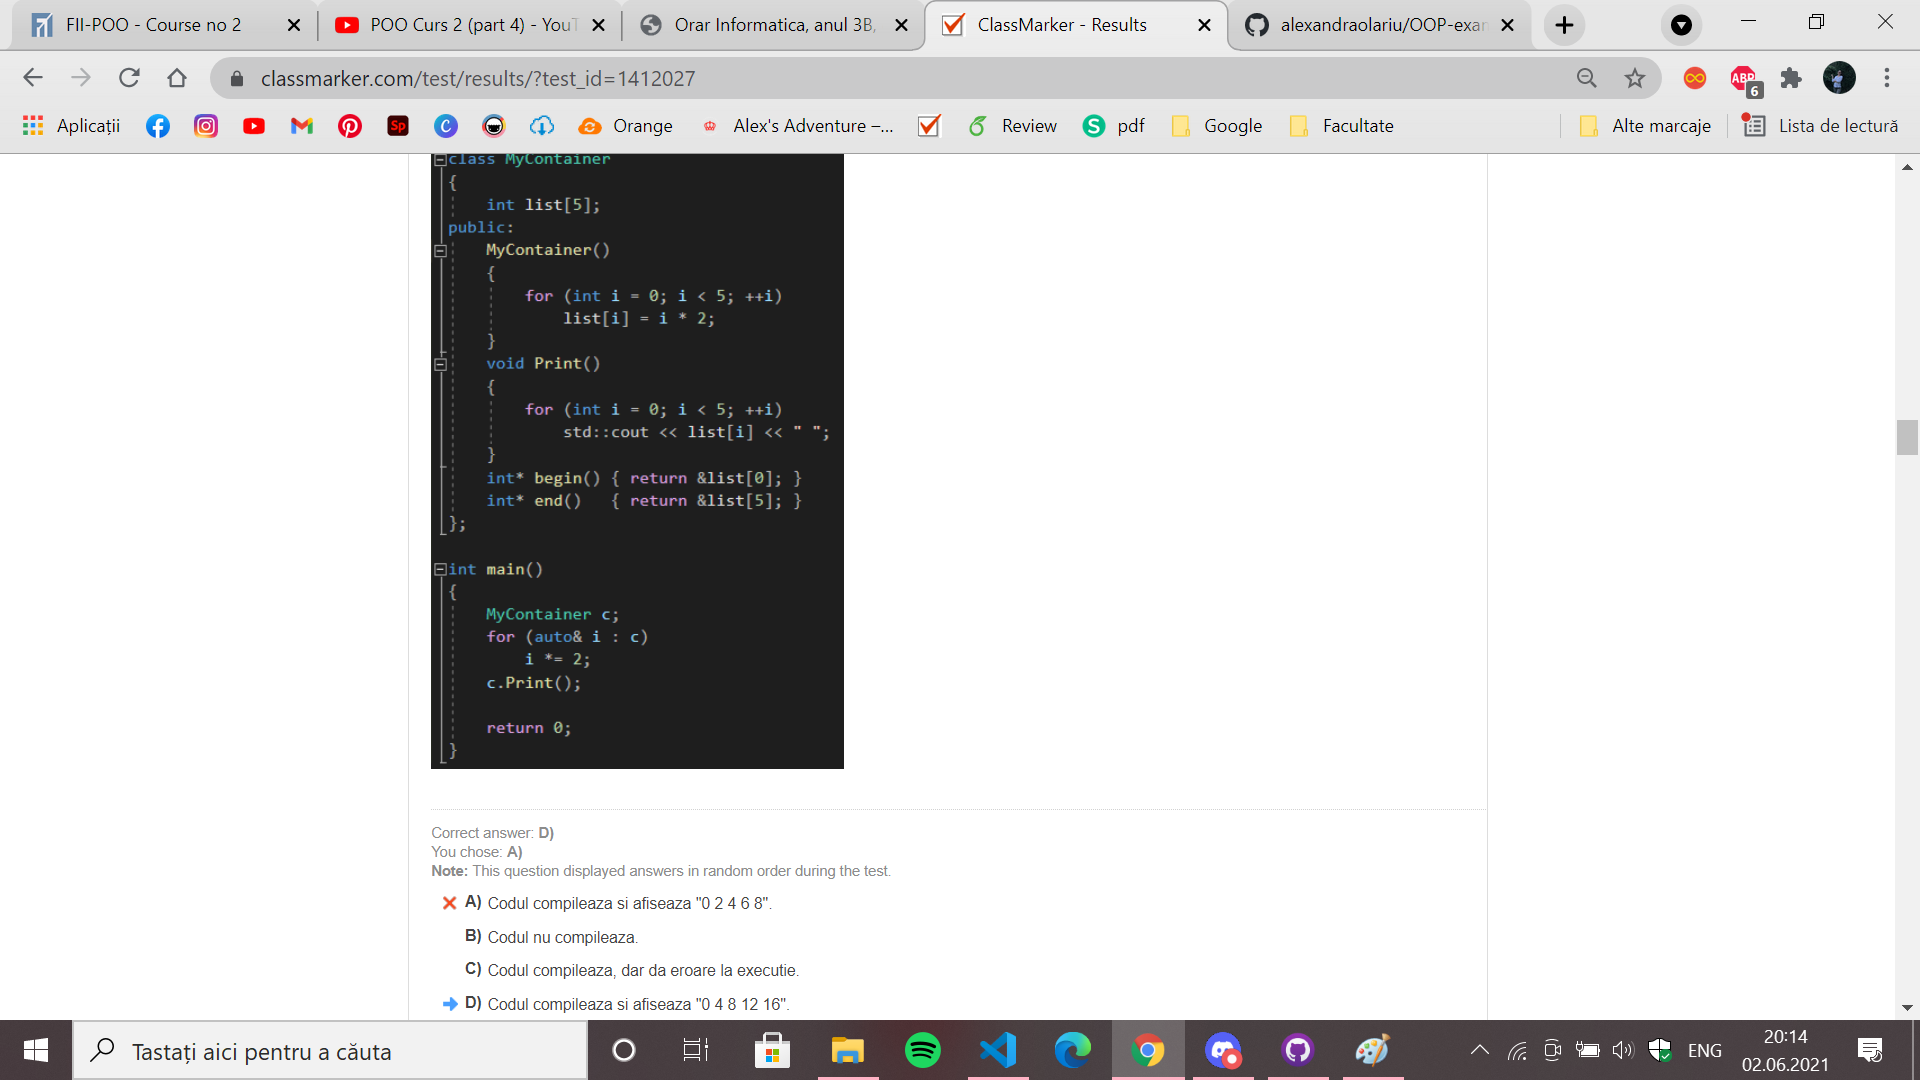 FII-POO - Course no 2
POO Curs 2 (part 4) - YouT
Orar Informatica, anul 3B,
ClassMarker - Results
alexandraolariu/OOP-exar
classmarker.com/test/results/?test_id=1412027
ABP
6
Aplicații
Sp
C
Orange
Alex's Adventure –...
Review
S
pdf
Google
Facultate
Alte marcaje
Lista de lectură
class MyContainer
{
int list[5];
public:
MyContainer()
{
for (int i = 0; i < 5; ++i)
list[i] = i * 2;
}
void Print()
{
for (int i = 0; i < 5; ++i)
std::cout << list[i] << " ";
}
int* begin() { return &list[0]; }
int* end() { return &list[5]; }
};
int main()
{
MyContainer c;
for (auto& i : c)
i *= 2;
c.Print();
return 0;
}
Correct answer: D)
You chose: A)
Note: This question displayed answers in random order during the test.
A) Codul compileaza si afiseaza "0 2 4 6 8".
B) Codul nu compileaza.
C) Codul compileaza, dar da eroare la executie.
D) Codul compileaza si afiseaza "0 4 8 12 16".
Tastați aici pentru a căuta
ENG
20:14
02.06.2021